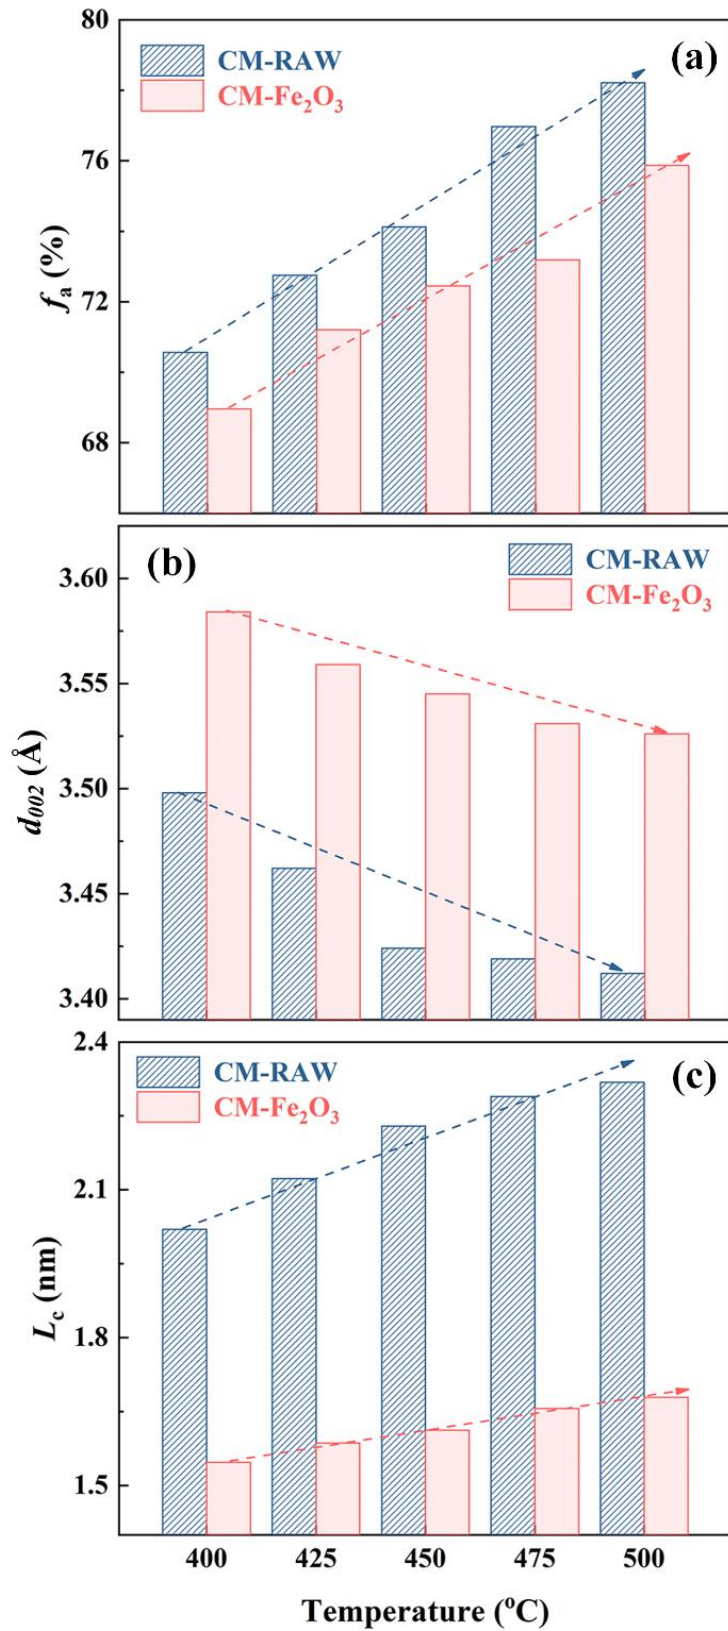 80
76
72
68
fₐ (%)
CM-RAW
CM-Fe₂O₃
(a)
(b)
CM-RAW
CM-Fe₂O₃
3.60
3.55
3.50
3.45
3.40
d₀₀₂ (Å)
2.4
2.1
1.8
1.5
L_c (nm)
CM-RAW
CM-Fe₂O₃
(c)
400 425 450 475 500
Temperature (°C)